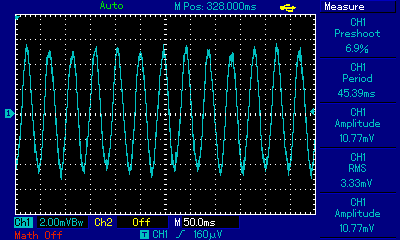 Auto
M Pos: 328.000ms
Measure
CH1
Preshoot
6.9%
CH1
Period
45.39ms
CH1
Amplitude
10.77mV
CH1
RMS
3.33mV
CH1
Amplitude
10.77mV
1
Ch1 2.00mVBw Ch2 Off M 50.0ms
Math Off T CH1 160µV